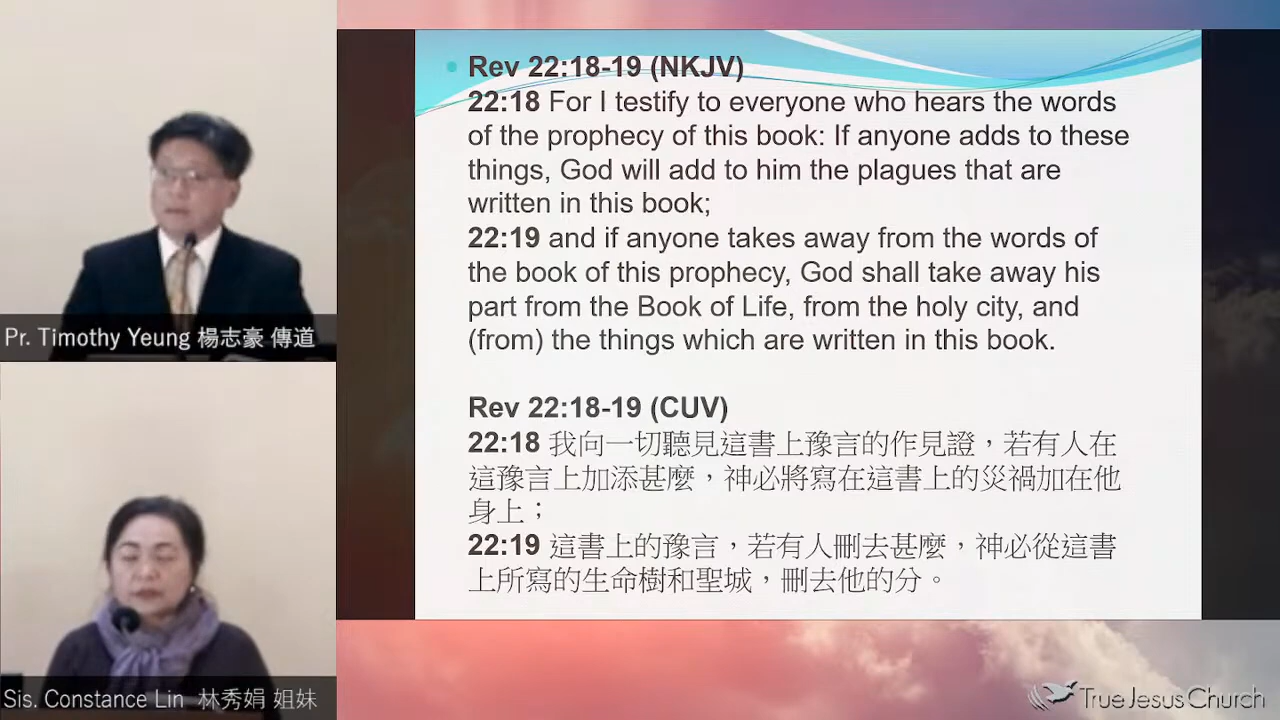 Rev 22:18-19 (NKJV)
22:18 For I testify to everyone who hears the words
of the prophecy of this book: If anyone adds to these
things, God will add to him the plagues that are
written in this book;
22:19 and if anyone takes away from the words of
the book of this prophecy, God shall take away his
part from the Book of Life, from the holy city, and
(from) the things which are written in this book.
Rev 22:18-19 (CUV)
22:18 我向一切聽見這書上豫言的作見證，若有人在
這豫言上加添甚麼，神必將寫在這書上的災禍加在他
身上；
22:19 這書上的豫言，若有人刪去甚麼，神必從這書
上所寫的生命樹和聖城，刪去他的分。
Pr. Timothy Yeung 楊志豪 傳道
Sis. Constance Lin 林秀娟 姐妹
True Jesus Church